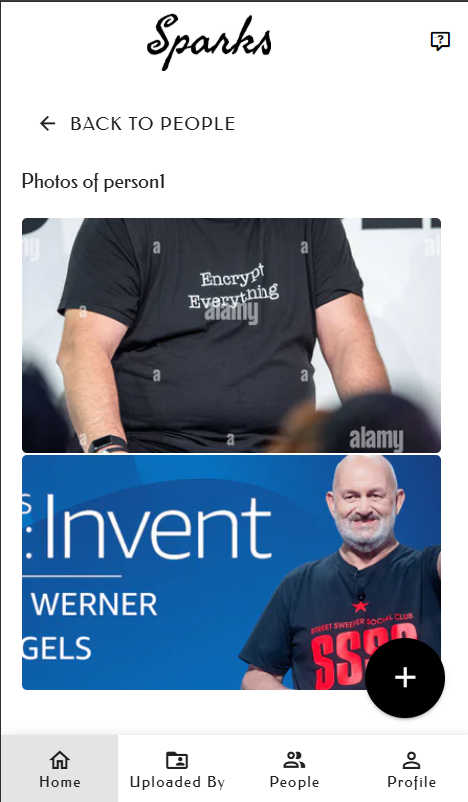 Sparks
?
BACK TO PEOPLE
Photos of person1
Encrypt
Everything
alamy
a
a
a
a
a
a
a
alamy
S
:Invent
WERNER
GELS
STREET SWEEPER SOCIAL CLUB
+
Home
Uploaded By
People
Profile